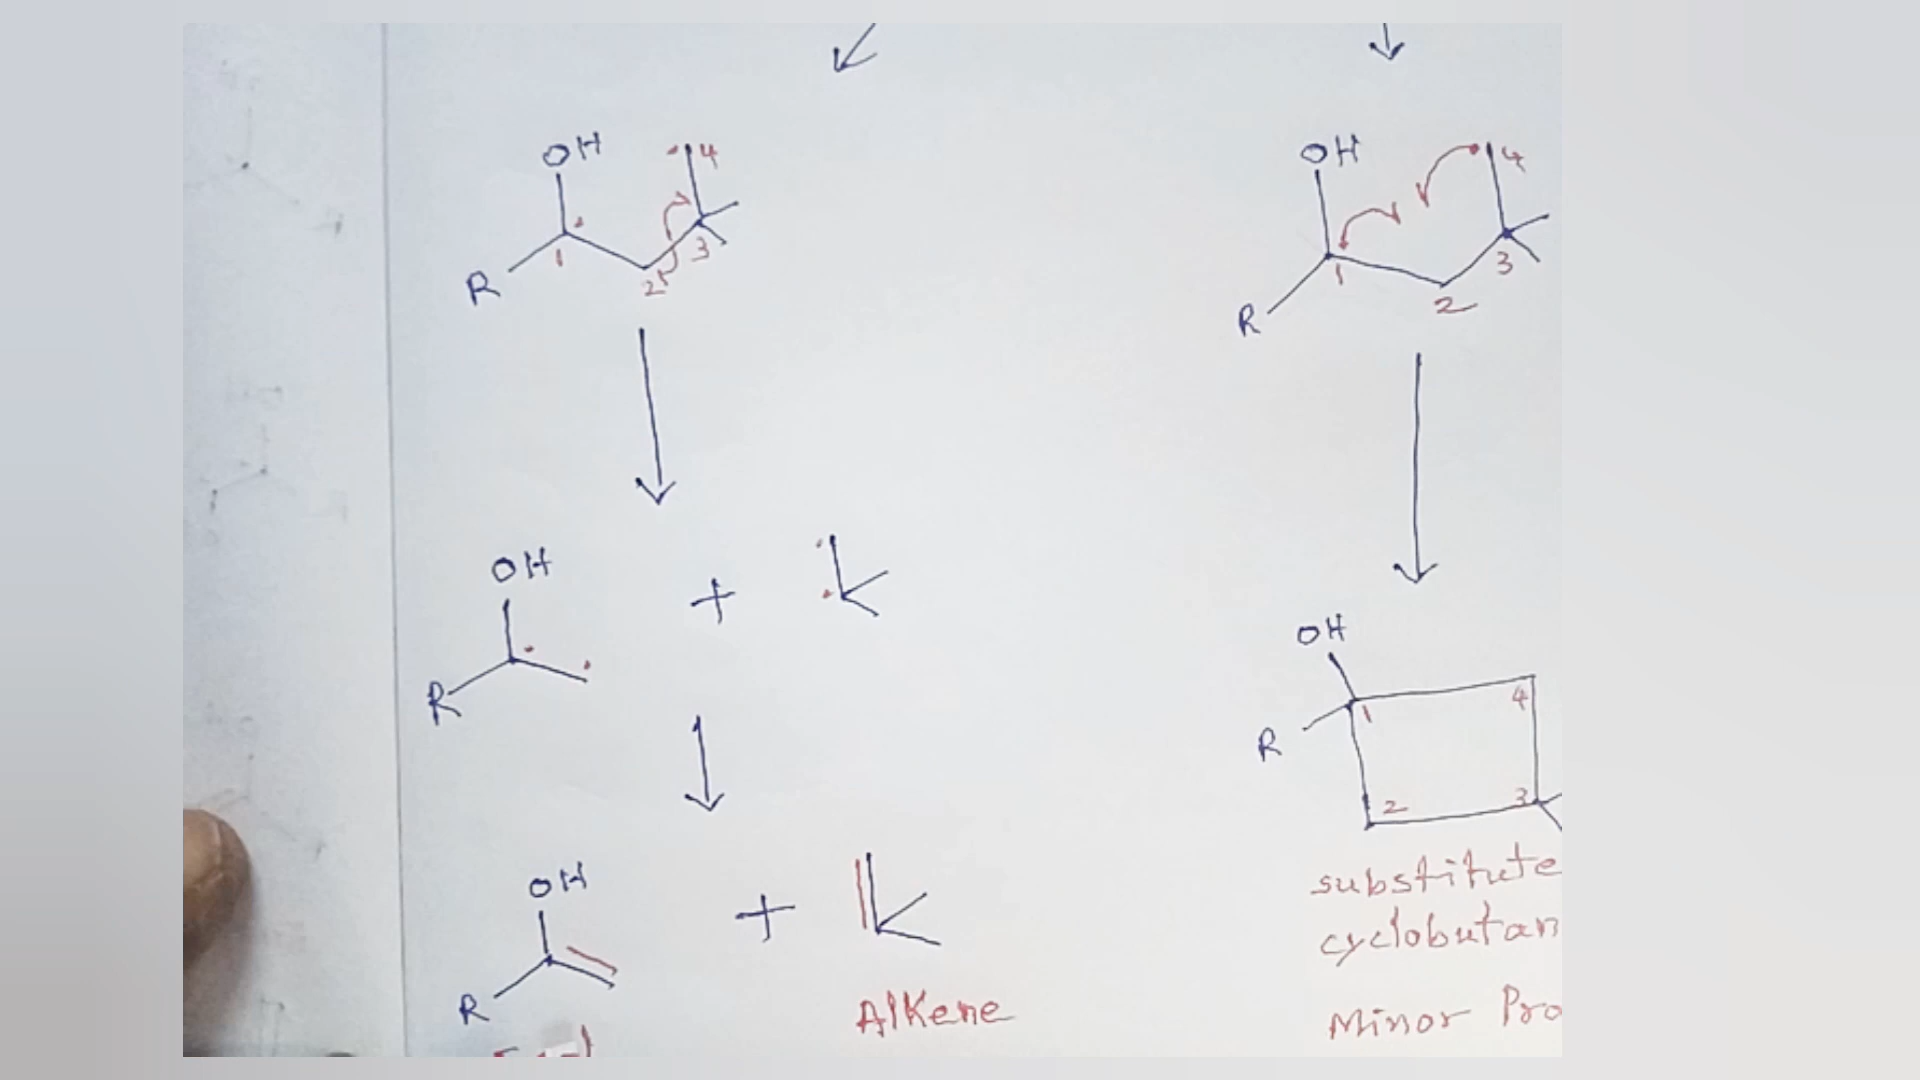 OH
4
1
2
3
R
OH
4
1
2
3
R
OH
R
+
OH
R
1
2
3
4
OH
R
+
Alkene
substitute
cyclobutan
Minor Pro